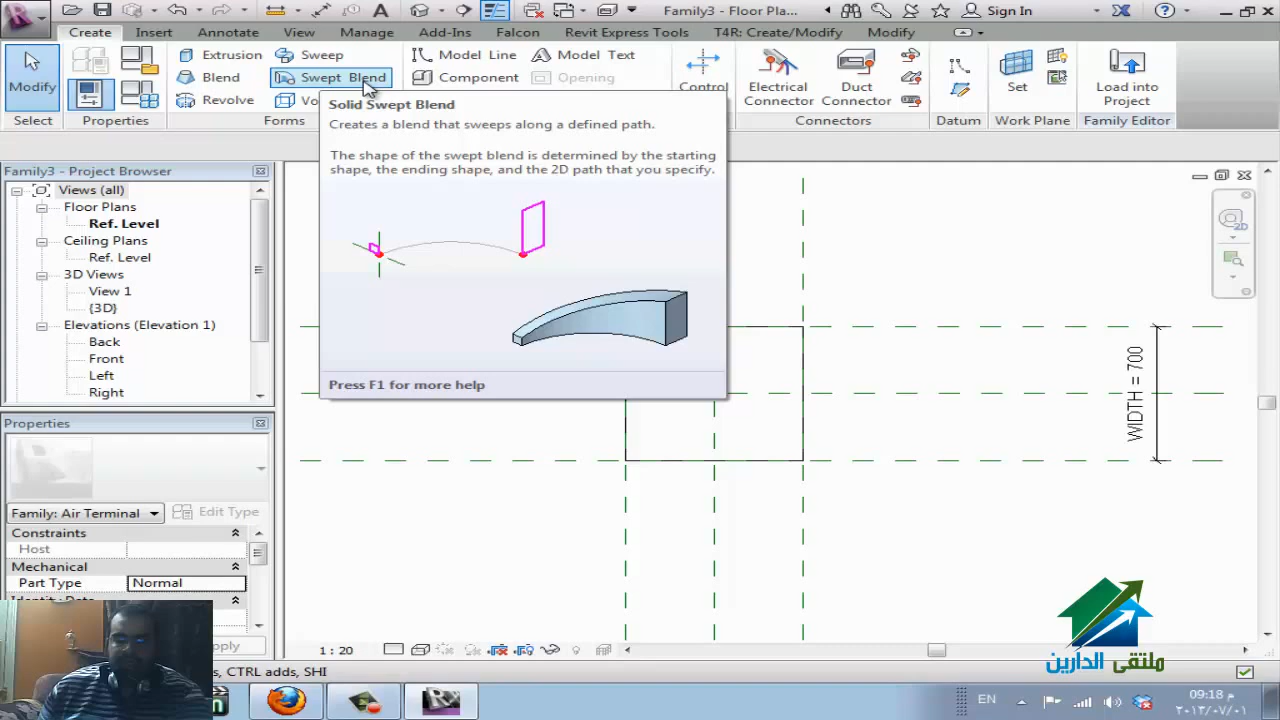 Family3 - Floor Pla...
Sign In
Create
Insert
Annotate
View
Manage
Add-Ins
Falcon
Revit Express Tools
T4R: Create/Modify
Modify
Modify
Select
Properties
Extrusion
Blend
Revolve
Sweep
Swept Blend
Forms
Model Line
Component
Model Text
Opening
Control
Electrical
Connector
Duct
Connector
Connectors
Datum
Set
Work Plane
Load into
Project
Family Editor
Solid Swept Blend
Creates a blend that sweeps along a defined path.
The shape of the swept blend is determined by the starting
shape, the ending shape, and the 2D path that you specify.
Press F1 for more help
Family3 - Project Browser
Views (all)
Floor Plans
Ref. Level
Ceiling Plans
Ref. Level
3D Views
View 1
{3D}
Elevations (Elevation 1)
Back
Front
Left
Right
Properties
Family: Air Terminal
Edit Type
Constraints
Host
Mechanical
Part Type
Normal
WIDTH = 700
2D
1 : 20
ملتقى الدارين
, CTRL adds, SHI
EN
09:18 م
٢٠١٣/٠٧/٠١